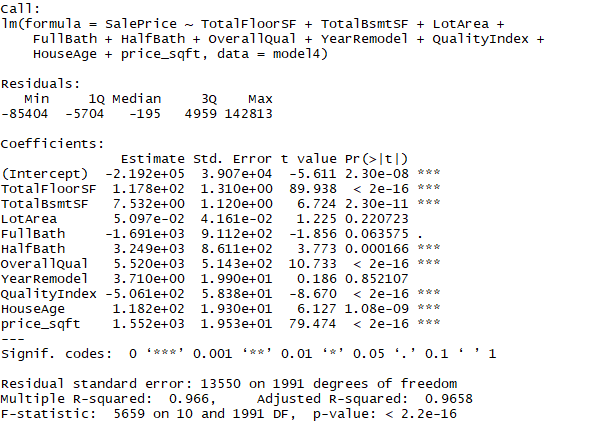 Call:
lm(formula = SalePrice ~ TotalFloorSF + TotalBsmtSF + LotArea +
    FullBath + HalfBath + OverallQual + YearRemodel + QualityIndex +
    HouseAge + price_sqft, data = model4)

Residuals:
   Min     1Q Median     3Q    Max
-85404  -5704   -195   4959 142813

Coefficients:
               Estimate Std. Error t value Pr(>|t|)
(Intercept)  -2.192e+05  3.907e+04  -5.611 2.30e-08 ***
TotalFloorSF  1.178e+02  1.310e+00  89.938  < 2e-16 ***
TotalBsmtSF   7.532e+00  1.120e+00   6.724 2.30e-11 ***
LotArea       5.097e-02  4.161e-02   1.225 0.220723
FullBath     -1.691e+03  9.112e+02  -1.856 0.063575 .
HalfBath      3.249e+03  8.611e+02   3.773 0.000166 ***
OverallQual   5.520e+03  5.143e+02  10.733  < 2e-16 ***
YearRemodel   3.710e+00  1.990e+01   0.186 0.852107
QualityIndex -5.061e+02  5.838e+01  -8.670  < 2e-16 ***
HouseAge      1.182e+02  1.930e+01   6.127 1.08e-09 ***
price_sqft    1.552e+03  1.953e+01  79.474  < 2e-16 ***
---
Signif. codes:  0 ‘***’ 0.001 ‘**’ 0.01 ‘*’ 0.05 ‘.’ 0.1 ‘ ’ 1

Residual standard error: 13550 on 1991 degrees of freedom
Multiple R-squared:  0.966,	Adjusted R-squared:  0.9658
F-statistic:  5659 on 10 and 1991 DF,  p-value: < 2.2e-16